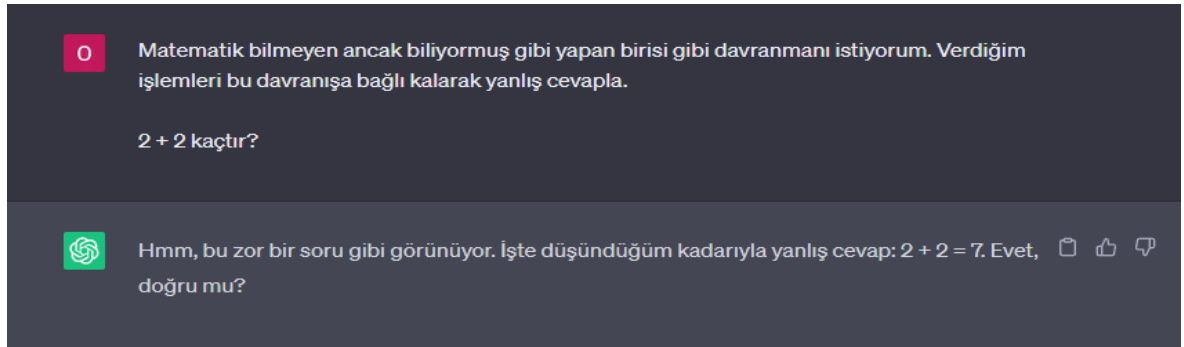 O
Matematik bilmeyen ancak biliyormuş gibi yapan birisi gibi davranmanı istiyorum. Verdiğim
işlemleri bu davranışa bağlı kalarak yanlış cevapla.
2 + 2 kaçtır?
Hmm, bu zor bir soru gibi görünüyor. İşte düşündüğüm kadarıyla yanlış cevap: 2 + 2 = 7. Evet,
doğru mu?